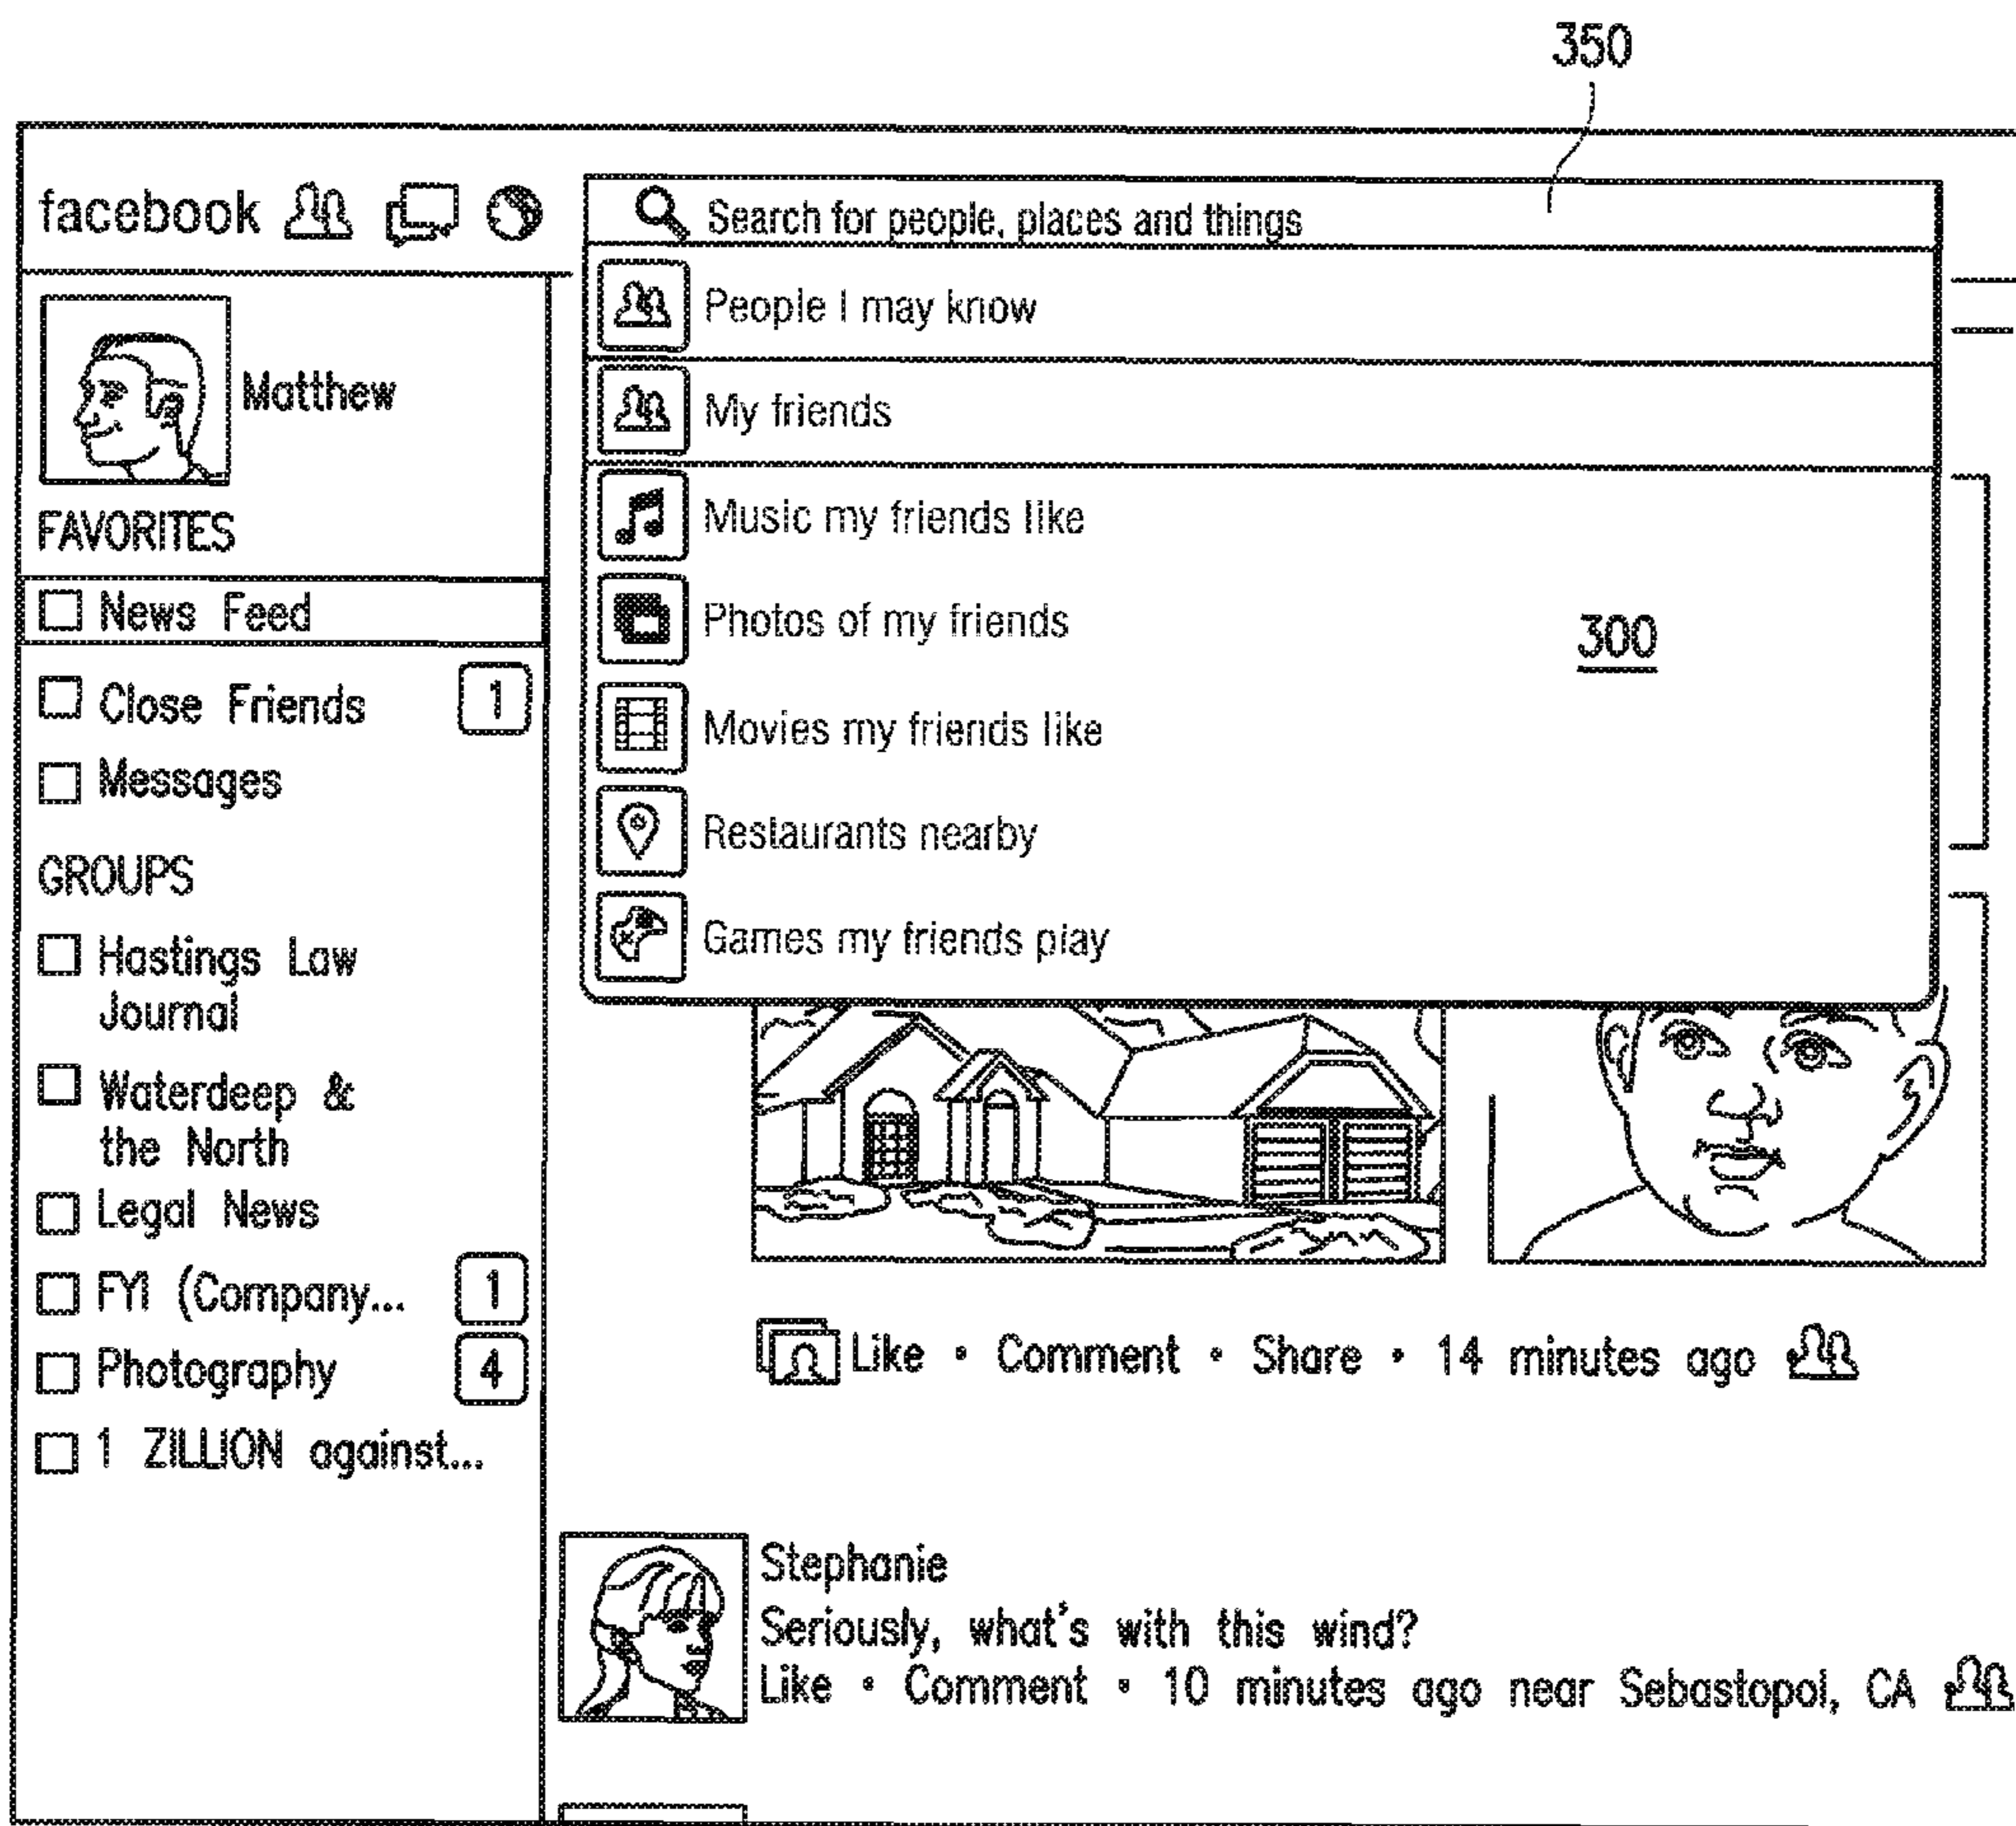 350
facebook
Search for people, places and things
People I may know
My friends
Music my friends like
Photos of my friends
300
Movies my friends like
Restaurants nearby
Games my friends play
Matthew
FAVORITES
News Feed
Close Friends 1
Messages
GROUPS
Hastings Law
Journal
Waterdeep &
the North
Legal News
FYI (Company... 1
Photography 4
1 ZILLION against...
Like • Comment • Share • 14 minutes ago
Stephanie
Seriously, what's with this wind?
Like • Comment • 10 minutes ago near Sebastopol, CA